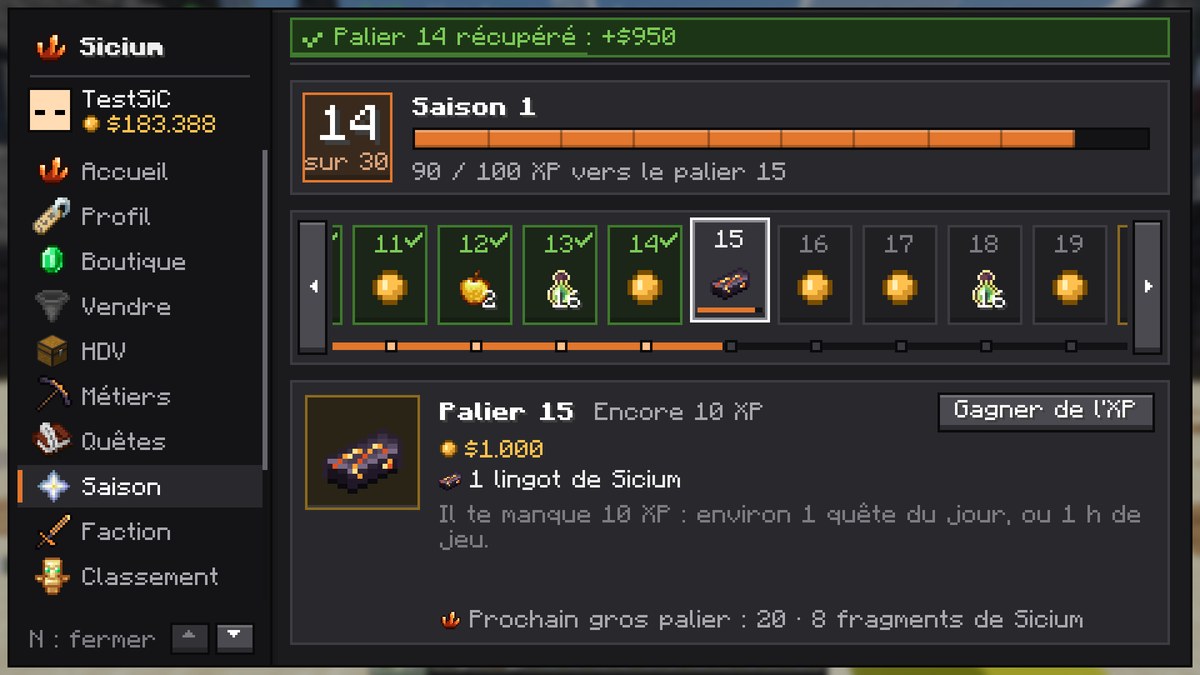 Siciun
TestSiC
$183.388
Accueil
Profil
Boutique
Vendre
HDV
Métiers
Quêtes
Saison
Faction
Classement
N : fermer
Palier 14 récupéré : +$950
14
sur 30
Saison 1
90 / 100 XP vers le palier 15
11
12
2
13
16
14
15
16
17
18
16
19
Palier 15 Encore 10 XP
Gagner de l'XP
$1.000
1 lingot de Sicium
Il te manque 10 XP : environ 1 quête du jour, ou 1 h de
jeu.
Prochain gros palier : 20 · 8 fragments de Sicium